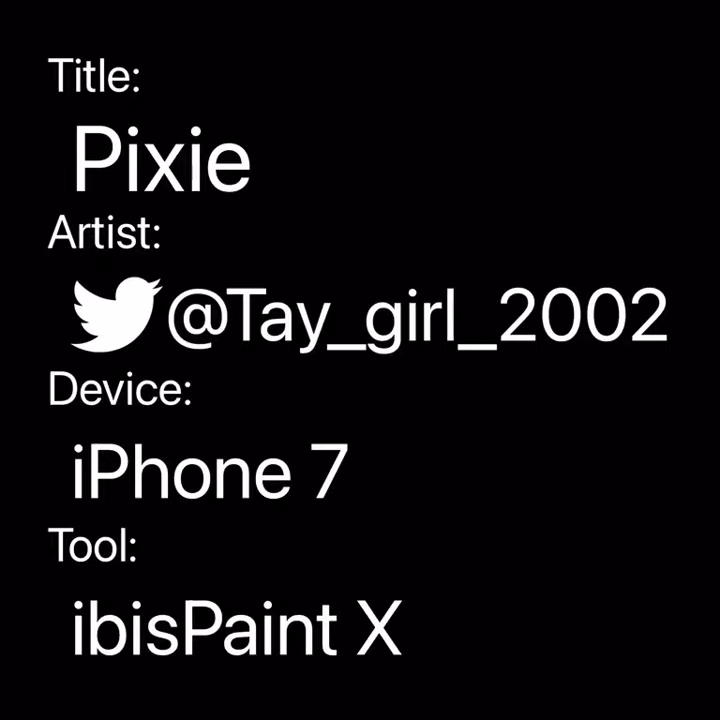 Title:
Pixie
Artist:
@Tay_girl_2002
Device:
iPhone 7
Tool:
ibisPaint X